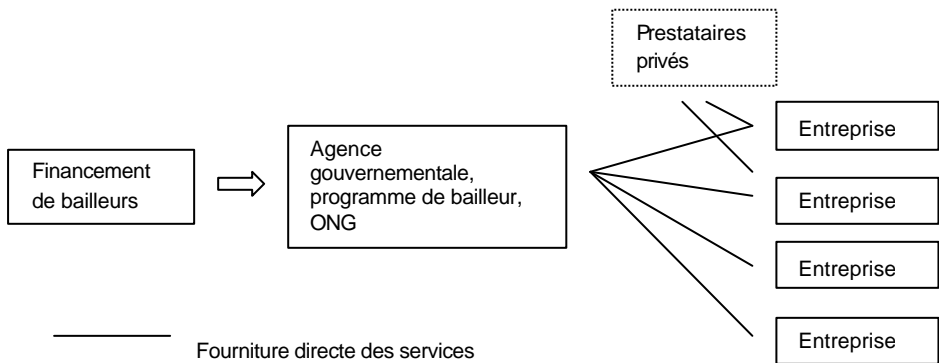 Prestataires
privés
Entreprise
Financement
de bailleurs
Agence
gouvernementale,
programme de bailleur,
ONG
Entreprise
Entreprise
Entreprise
Fourniture directe des services